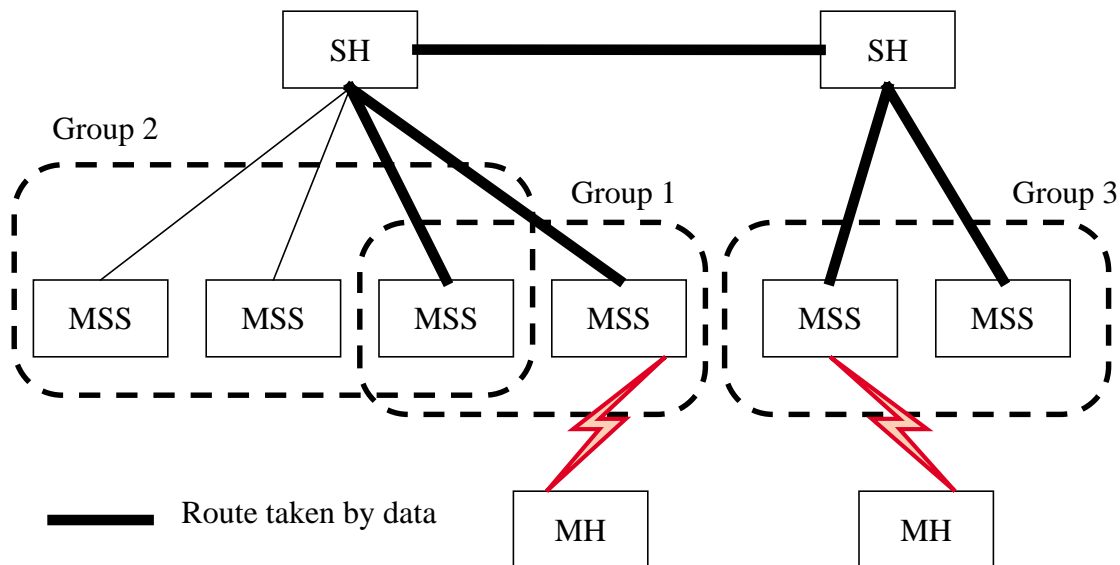 SH
SH
Group 2
Group 1
Group 3
MSS
MSS
MSS
MSS
MSS
MSS
Route taken by data
MH
MH